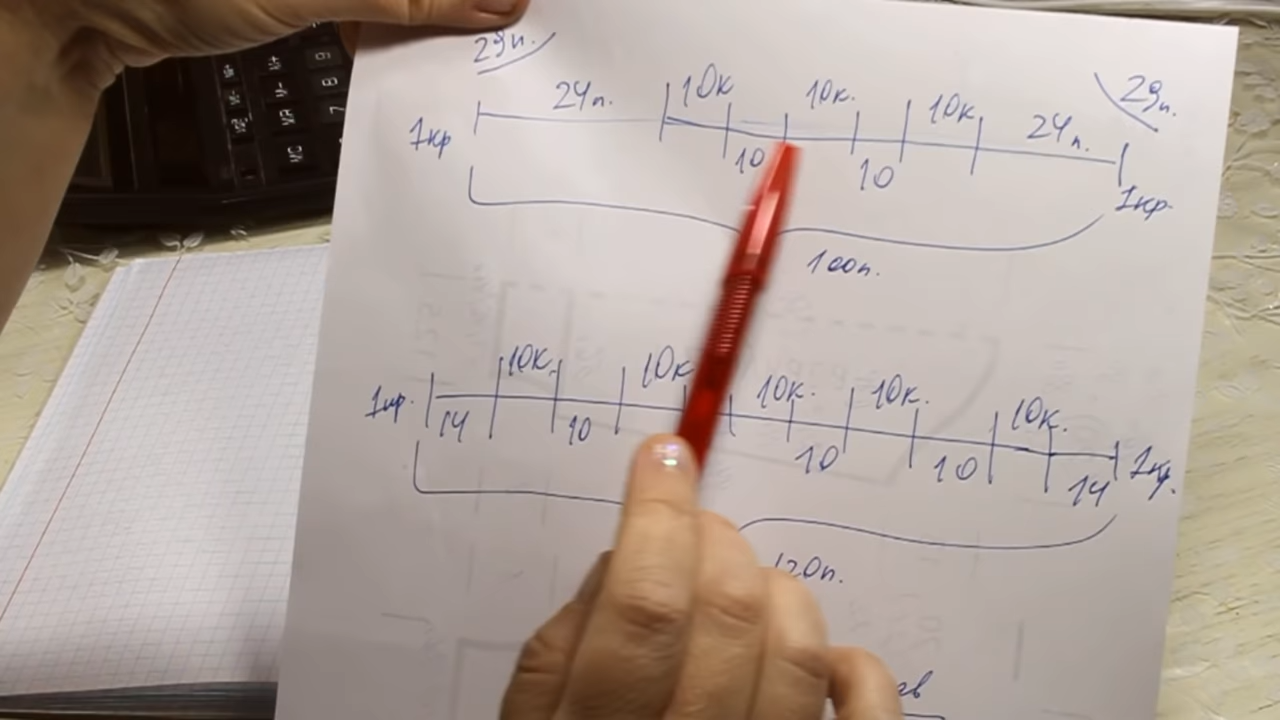 29п. 29п.
24п. 10к 10к. 10к 24п.
1кр 10 10 1кр.
100п.
10к. 10к 10к. 10к. 10к.
1кр. 14 10 10 10 14 1кр.
120п.